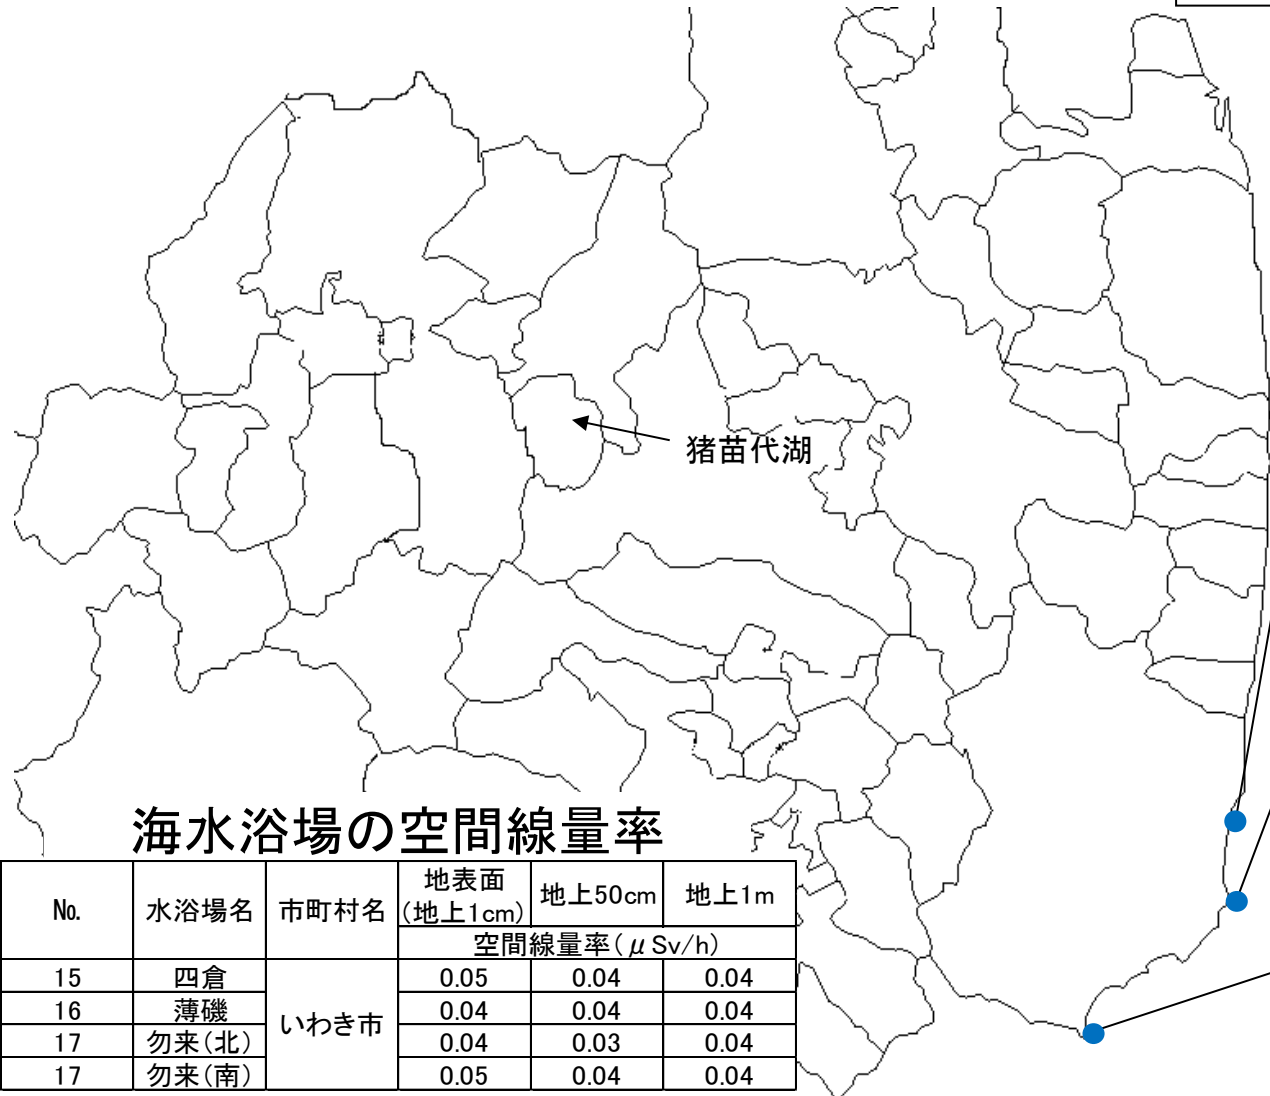 猪苗代湖
海水浴場の空間線量率
No. 水浴場名 市町村名 地表面(地上1cm) 地上50cm 地上1m
空間線量率(μSv/h)
15 四倉 いわき市 0.05 0.04 0.04
16 薄磯 0.04 0.04 0.04
17 勿来(北) 0.04 0.03 0.04
17 勿来(南) 0.05 0.04 0.04